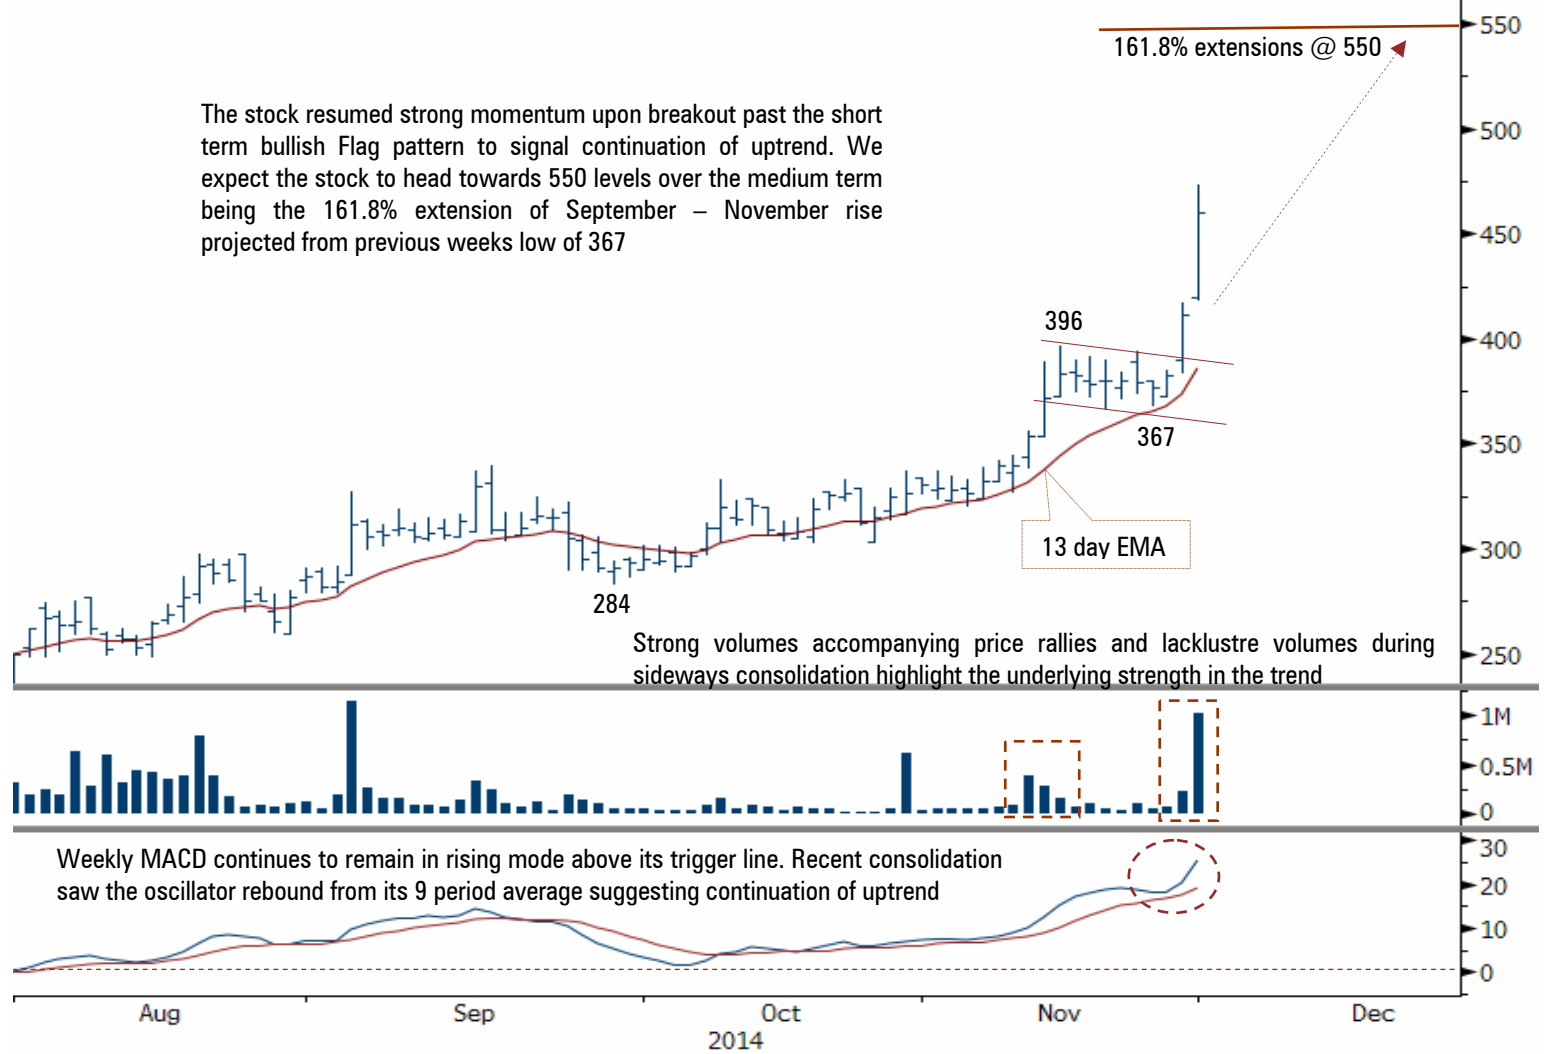 550
161.8% extensions @ 550
The stock resumed strong momentum upon breakout past the short
term bullish Flag pattern to signal continuation of uptrend. We
expect the stock to head towards 550 levels over the medium term
being the 161.8% extension of September – November rise
projected from previous weeks low of 367
500
450
396
400
367
350
13 day EMA
300
284
Strong volumes accompanying price rallies and lacklustre volumes during
sideways consolidation highlight the underlying strength in the trend
250
1M
0.5M
0
Weekly MACD continues to remain in rising mode above its trigger line. Recent consolidation
saw the oscillator rebound from its 9 period average suggesting continuation of uptrend
30
20
10
0
Aug Sep Oct Nov Dec
2014